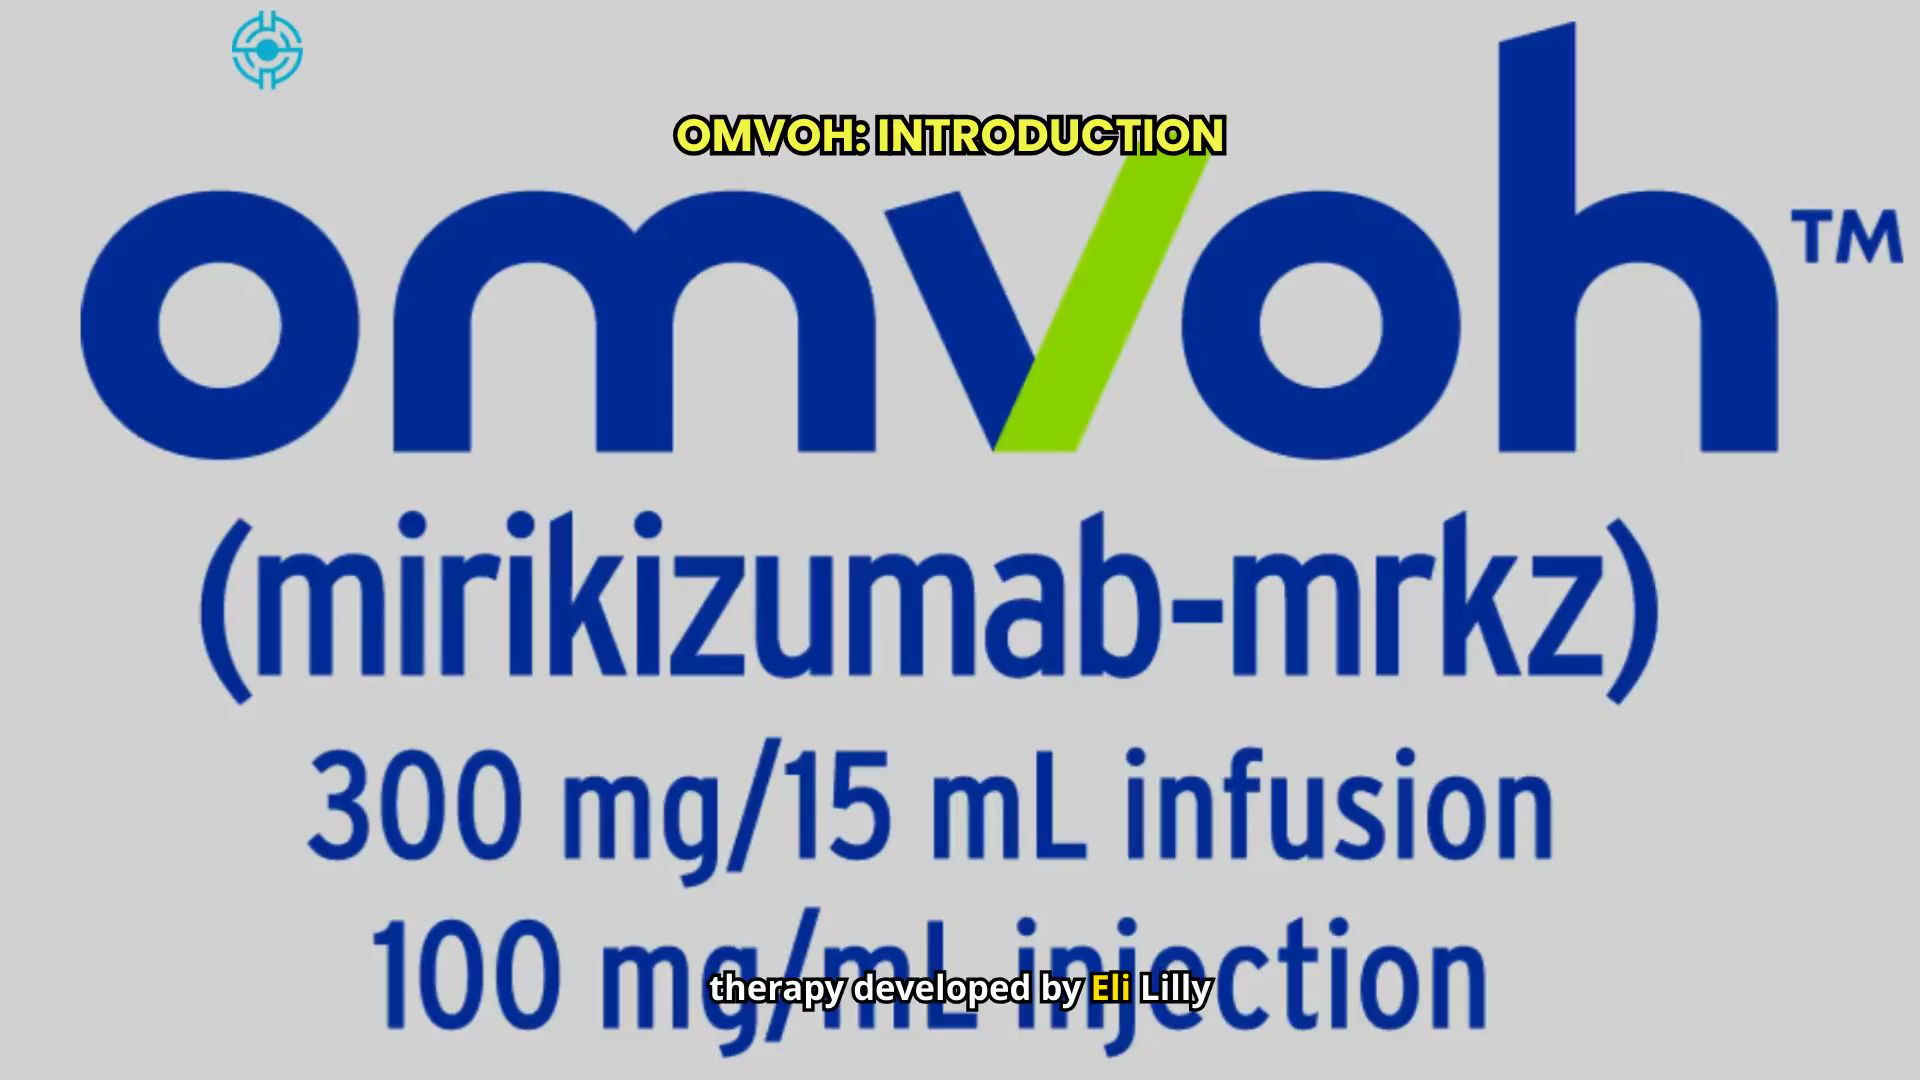 OMVOH: INTRODUCTION
omvoh™
(mirikizumab-mrkz)
300 mg/15 mL infusion
100 mg/mL injection
therapy developed by Eli Lilly